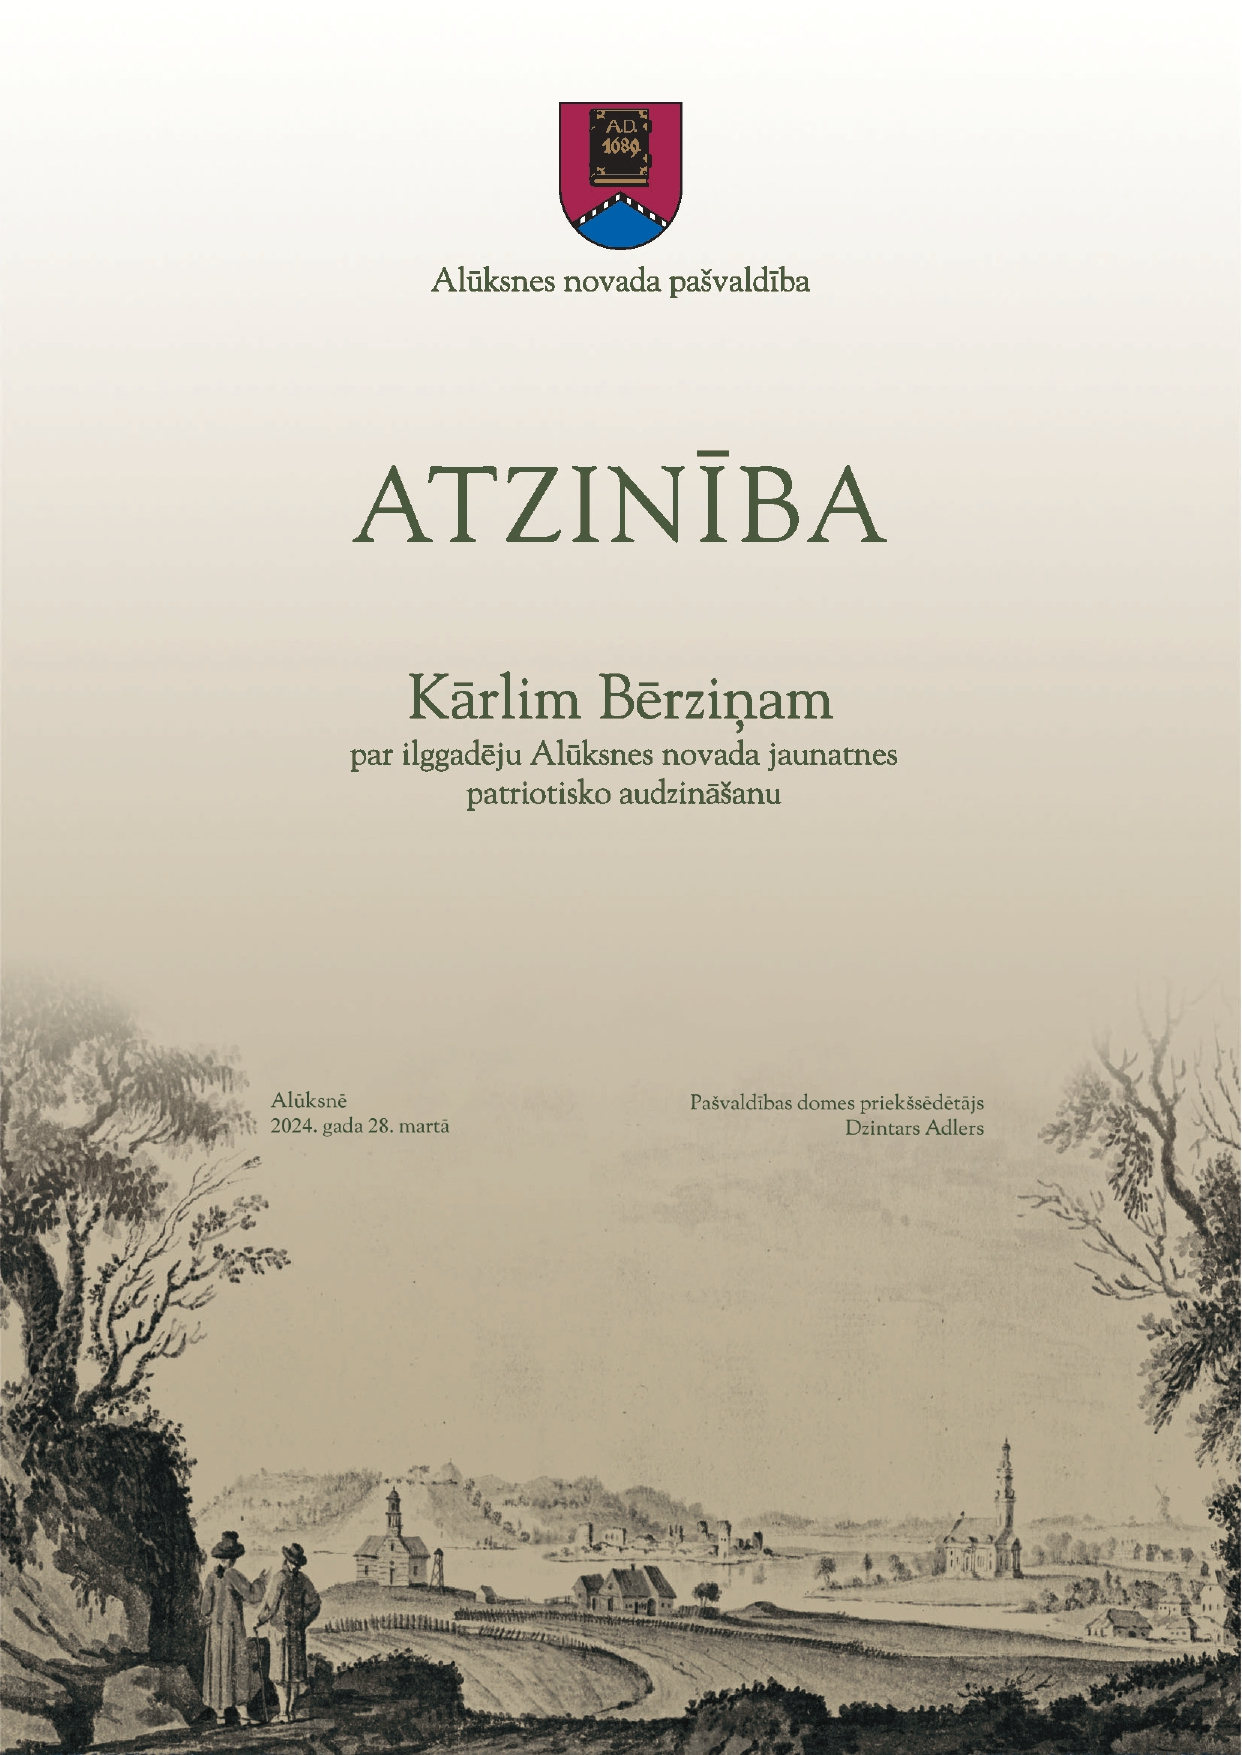 A.D.
1689
Alūksnes novada pašvaldība
ATZINĪBA
Kārlim Bērziņam
par ilggadēju Alūksnes novada jaunatnes
patriotisko audzināšanu
Alūksnē
2024. gada 28. martā
Pašvaldības domes priekšsēdētājs
Dzintars Adlers